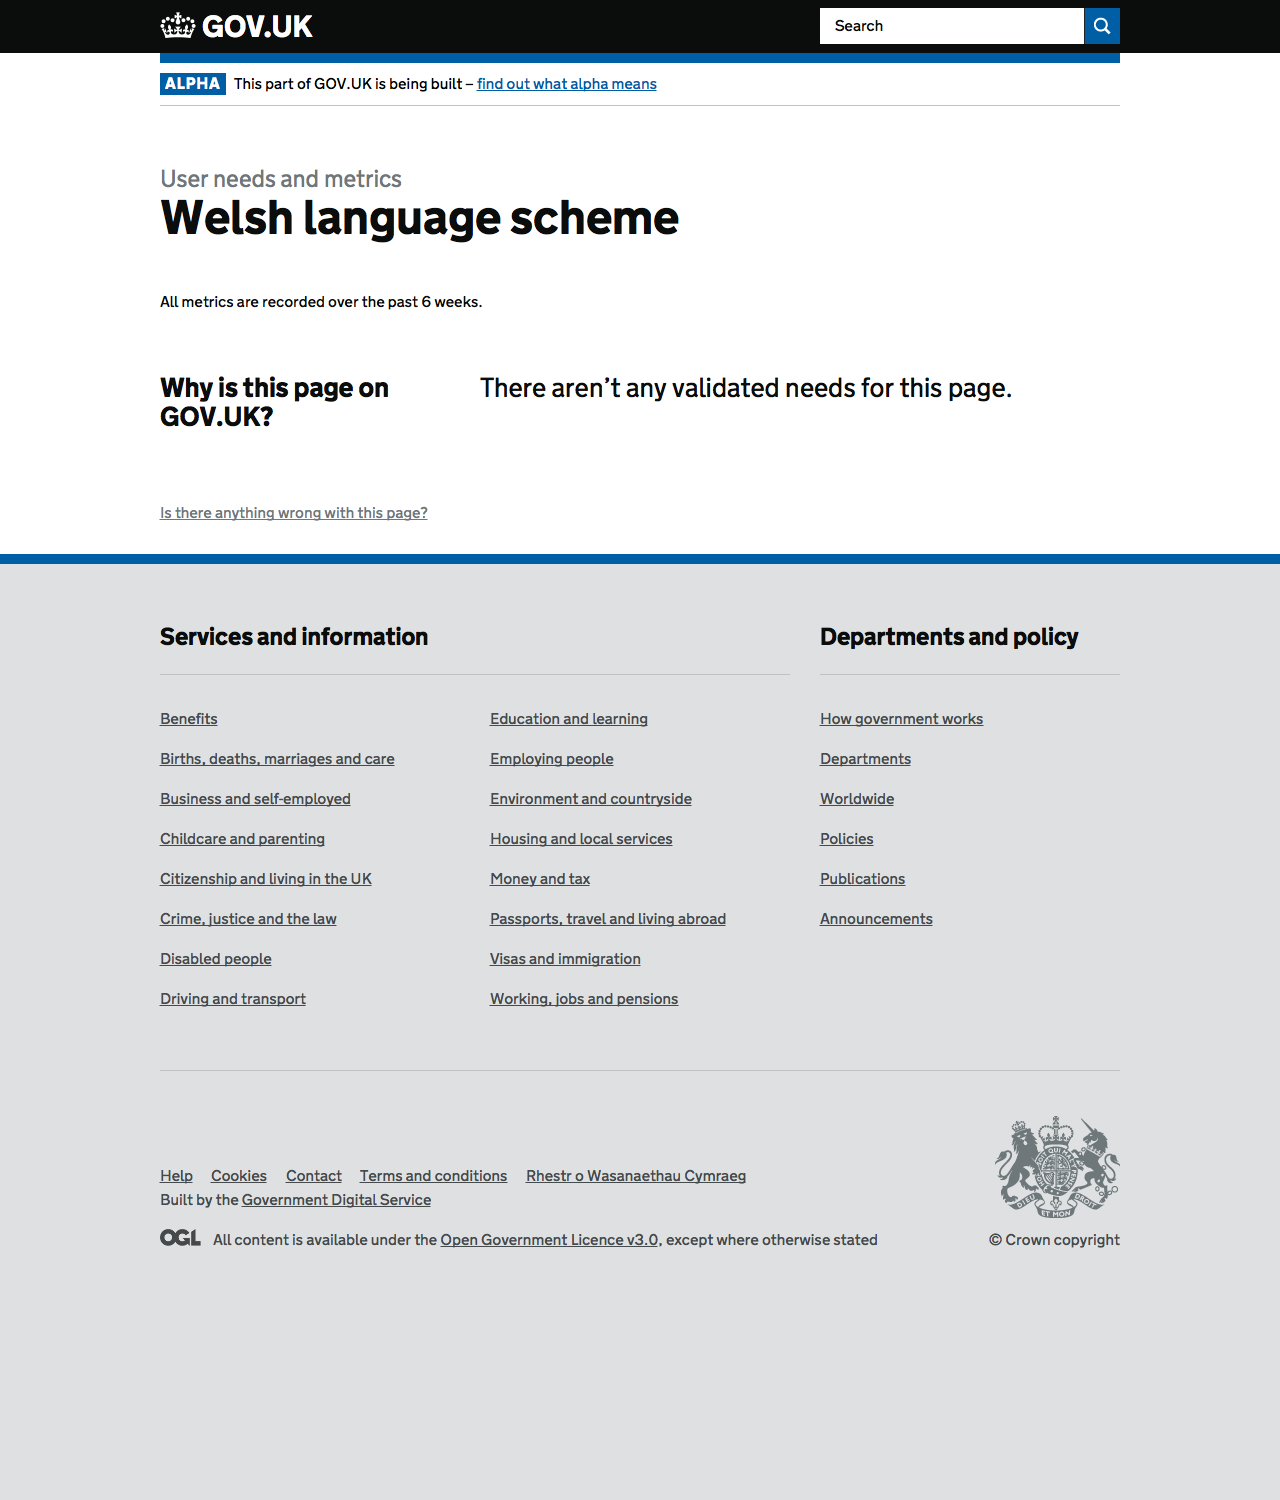 GOV.UK
Search
ALPHA This part of GOV.UK is being built – find out what alpha means
User needs and metrics
Welsh language scheme
All metrics are recorded over the past 6 weeks.
Why is this page on
GOV.UK?
There aren’t any validated needs for this page.
Is there anything wrong with this page?
Services and information
Benefits
Births, deaths, marriages and care
Business and self-employed
Childcare and parenting
Citizenship and living in the UK
Crime, justice and the law
Disabled people
Driving and transport
Education and learning
Employing people
Environment and countryside
Housing and local services
Money and tax
Passports, travel and living abroad
Visas and immigration
Working, jobs and pensions
Departments and policy
How government works
Departments
Worldwide
Policies
Publications
Announcements
Help Cookies Contact Terms and conditions Rhestr o Wasanaethau Cymraeg
Built by the Government Digital Service
OGL All content is available under the Open Government Licence v3.0, except where otherwise stated
DIEU ET MON DROIT
© Crown copyright